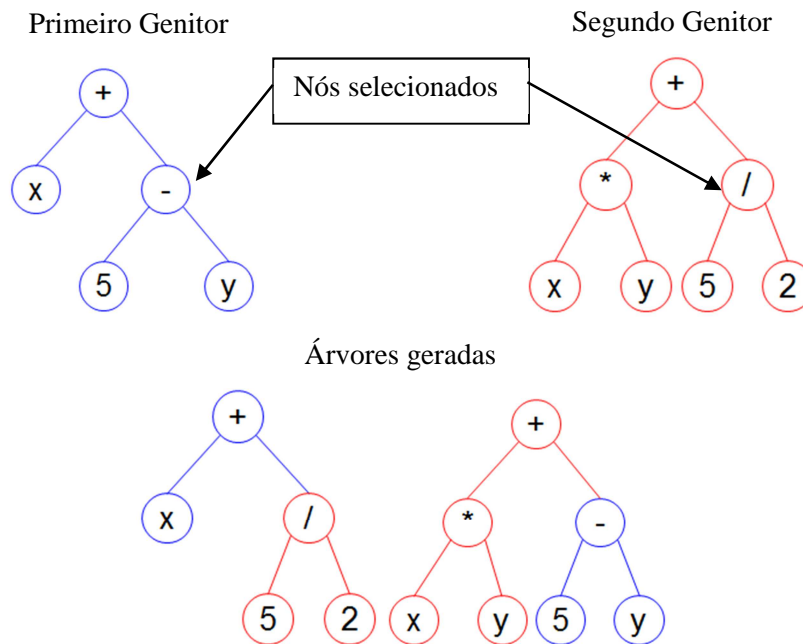 Primeiro Genitor
Segundo Genitor
Nós selecionados
+
x
-
5
y
+
*
/
x
y
5
2
Árvores geradas
+
x
/
5
2
+
*
-
x
y
5
y